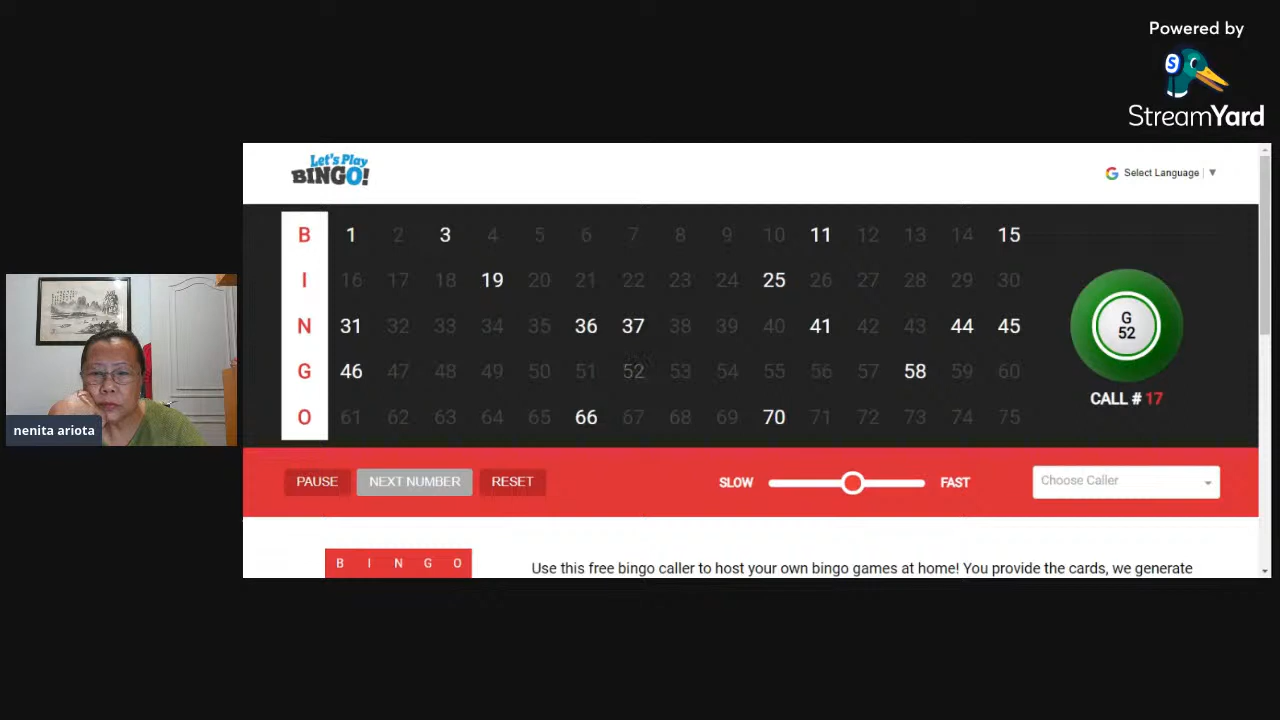 Powered by
S
StreamYard
Let's Play
BINGO!
Select Language ▼
B 1 2 3 4 5 6 7 8 9 10 11 12 13 14 15
I 16 17 18 19 20 21 22 23 24 25 26 27 28 29 30
N 31 32 33 34 35 36 37 38 39 40 41 42 43 44 45
G 46 47 48 49 50 51 52 53 54 55 56 57 58 59 60
O 61 62 63 64 65 66 67 68 69 70 71 72 73 74 75
G
52
CALL # 17
nenita ariota
PAUSE NEXT NUMBER RESET SLOW FAST Choose Caller
B I N G O
Use this free bingo caller to host your own bingo games at home! You provide the cards, we generate